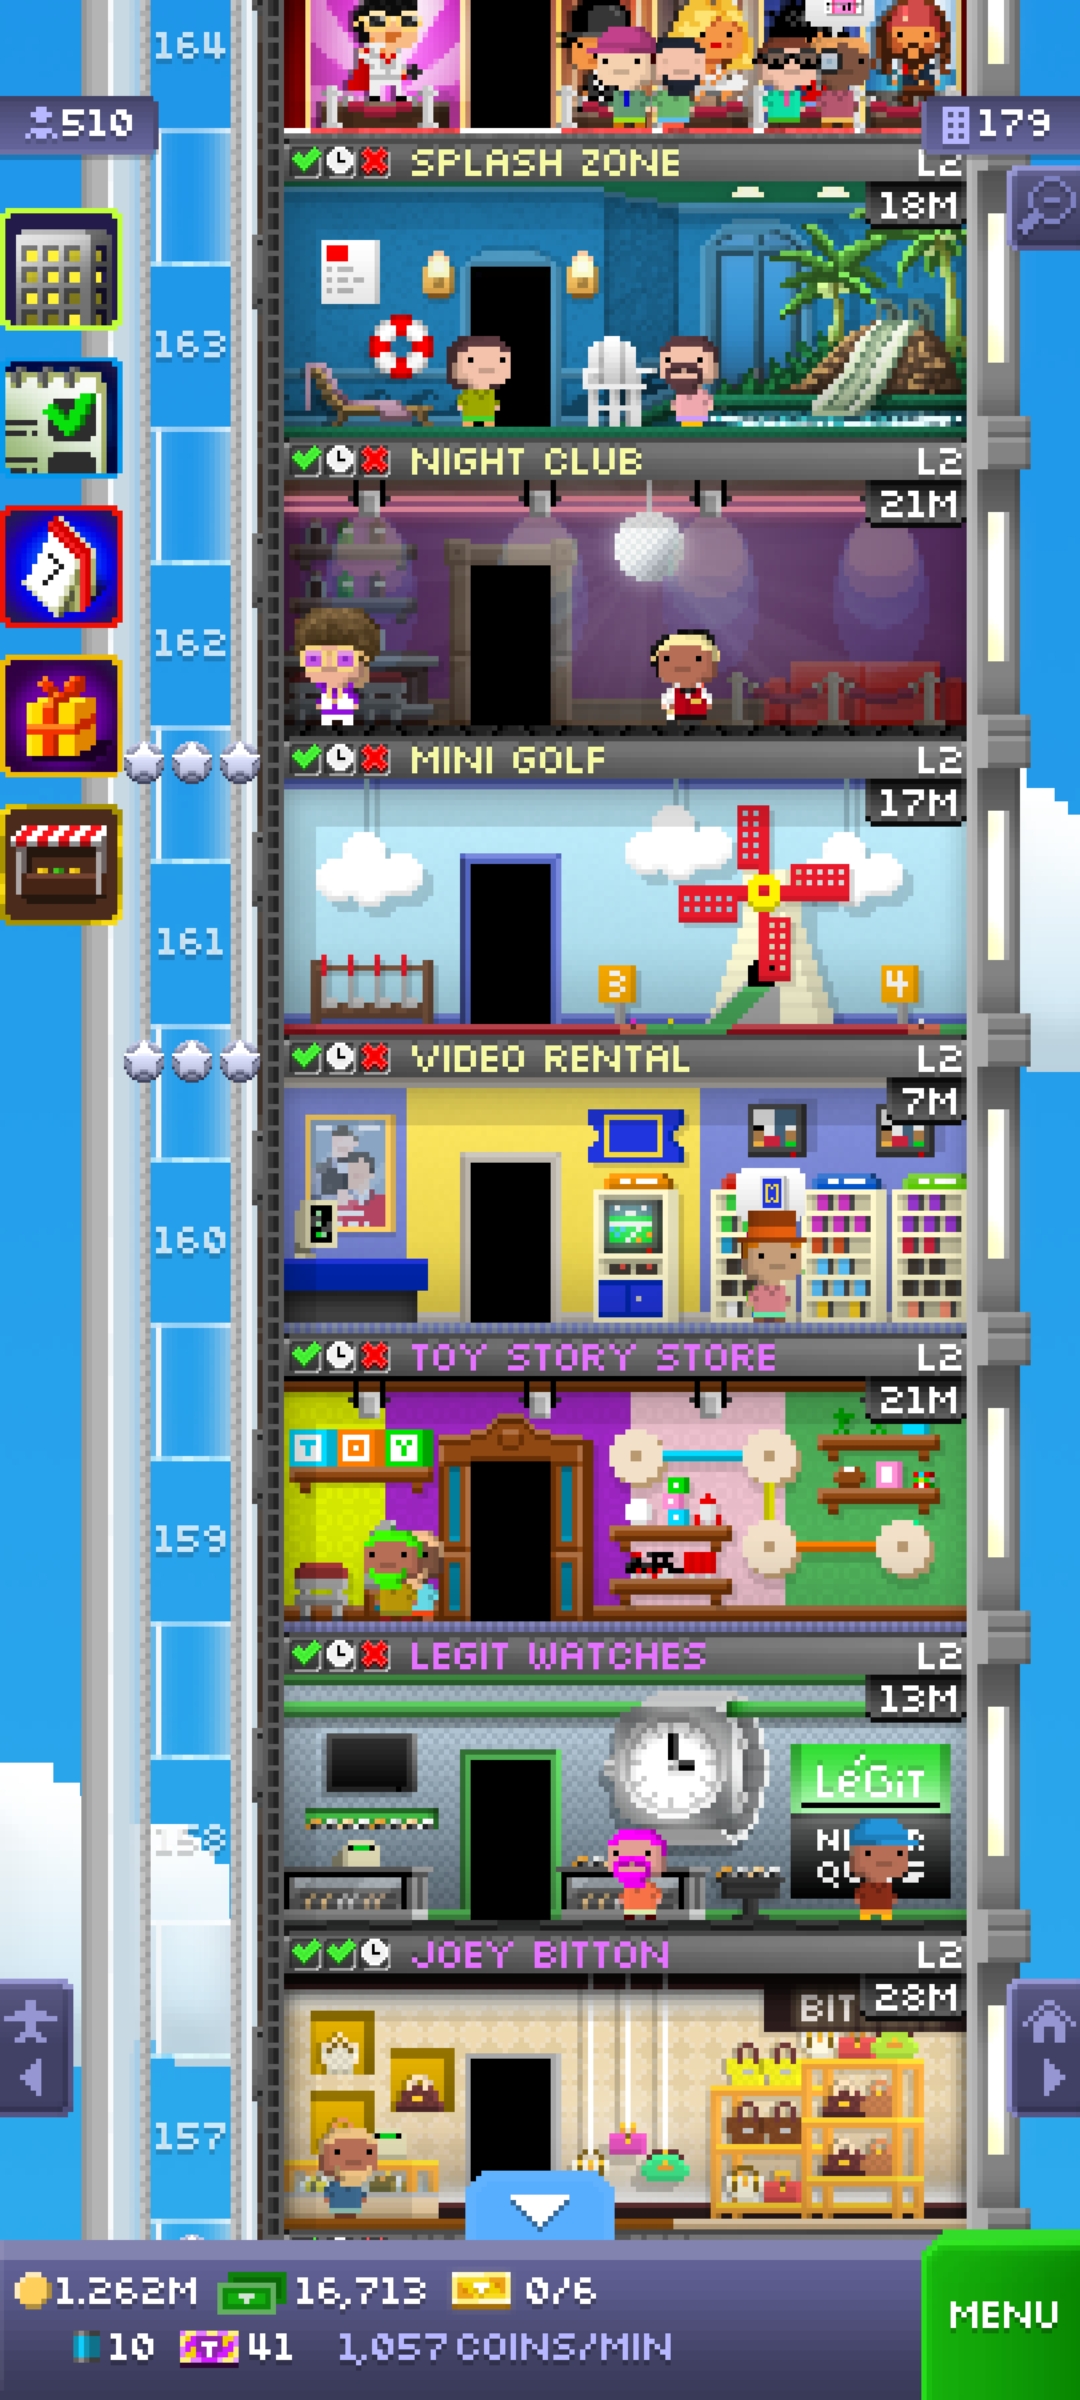 164
510
179
SPLASH ZONE L2
18M
163
NIGHT CLUB L2
21M
162
MINI GOLF L2
17M
161
3
4
VIDEO RENTAL L2
7M
160
TOY STORY STORE L2
21M
TOY
159
LEGIT WATCHES L2
13M
LéGiT
158
JOEY BITTON L2
28M
BIT
157
1.262M 16,713 0/6
MENU
10 T 41 1,057 COINS/MIN